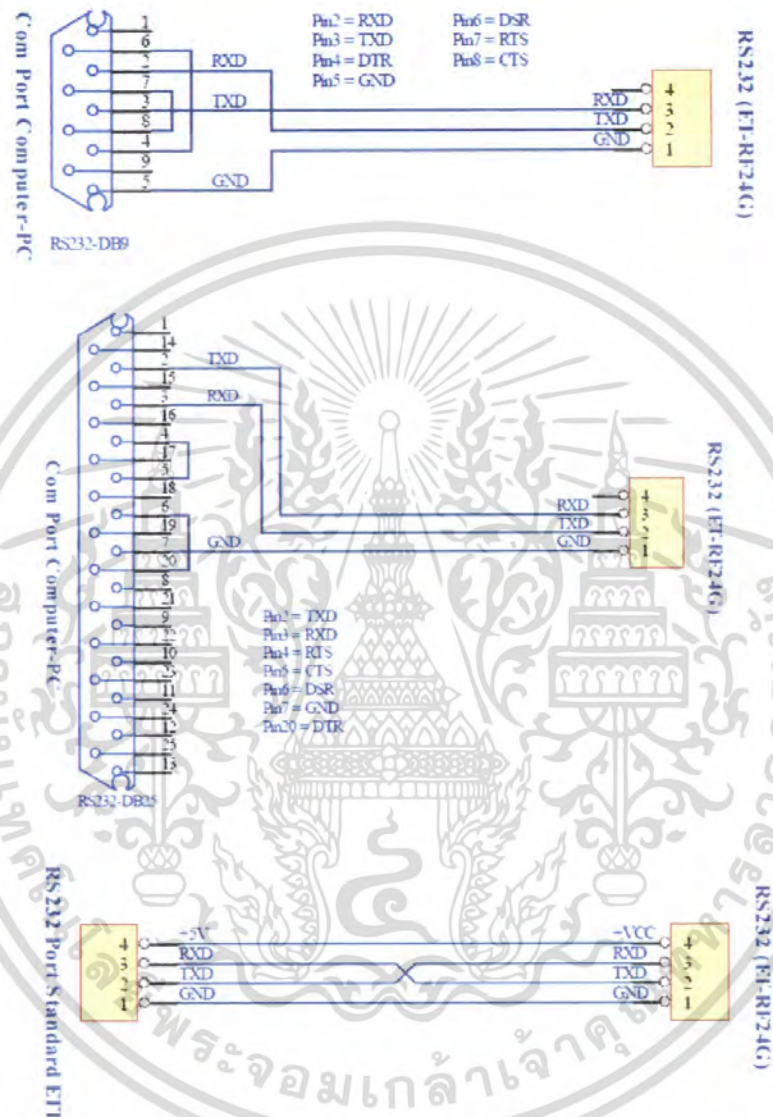 Com Port Computer-PC
1
6
2
7
3
8
4
9
5
RXD
TXD
GND
RS232-DB9
Pin2 = RXD
Pin3 = TXD
Pin4 = DTR
Pin5 = GND
Pin6 = DSR
Pin7 = RTS
Pin8 = CTS
RXD
TXD
GND
4
3
2
1
RS232 (ET-RF24G)
Com Port Computer-PC
1
14
2
15
3
16
4
17
5
18
6
19
7
20
8
21
9
10
11
24
12
25
13
TXD
RXD
GND
RS232-DB25
Pin2 = TXD
Pin3 = RXD
Pin4 = RTS
Pin5 = CTS
Pin6 = DSR
Pin7 = GND
Pin20 = DTR
RXD
TXD
GND
4
3
2
1
RS232 (ET-RF24G)
RS232 Port Standard ETT
4
3
2
1
+5V
RXD
TXD
GND
+VCC
RXD
TXD
GND
4
3
2
1
RS232 (ET-RF24G)
พระจอมเกล้าเจ้าคุณทหารลาด